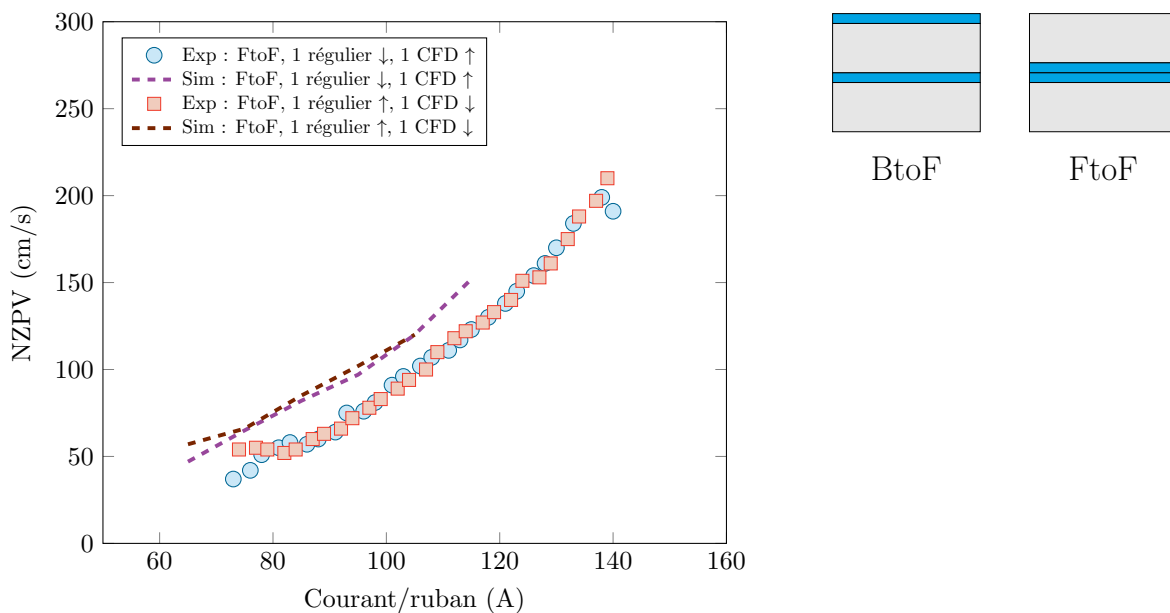 300
250
200
150
100
50
0
NZPV (cm/s)
Exp : FtoF, 1 régulier ↓, 1 CFD ↑
Sim : FtoF, 1 régulier ↓, 1 CFD ↑
Exp : FtoF, 1 régulier ↑, 1 CFD ↓
Sim : FtoF, 1 régulier ↑, 1 CFD ↓
60 80 100 120 140 160
Courant/ruban (A)
BtoF FtoF